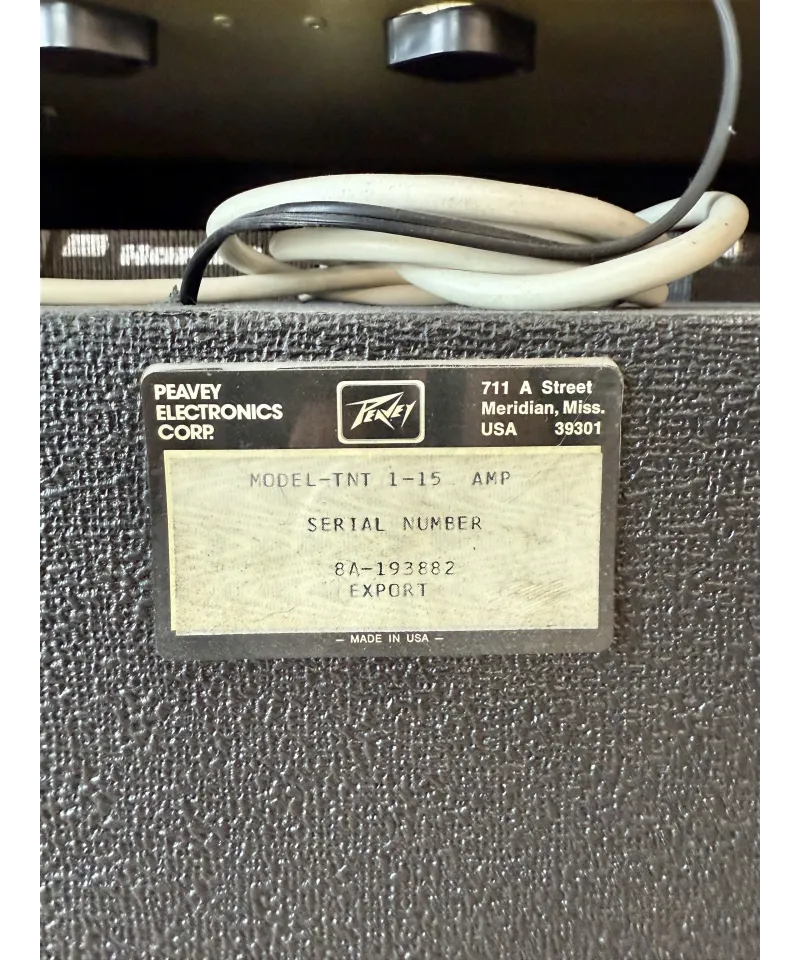 PEAVEY
ELECTRONICS
CORP.
PEAVEY
711 A Street
Meridian, Miss.
USA 39301
MODEL-TNT 1-15 AMP
SERIAL NUMBER
8A-193882
EXPORT
— MADE IN USA —